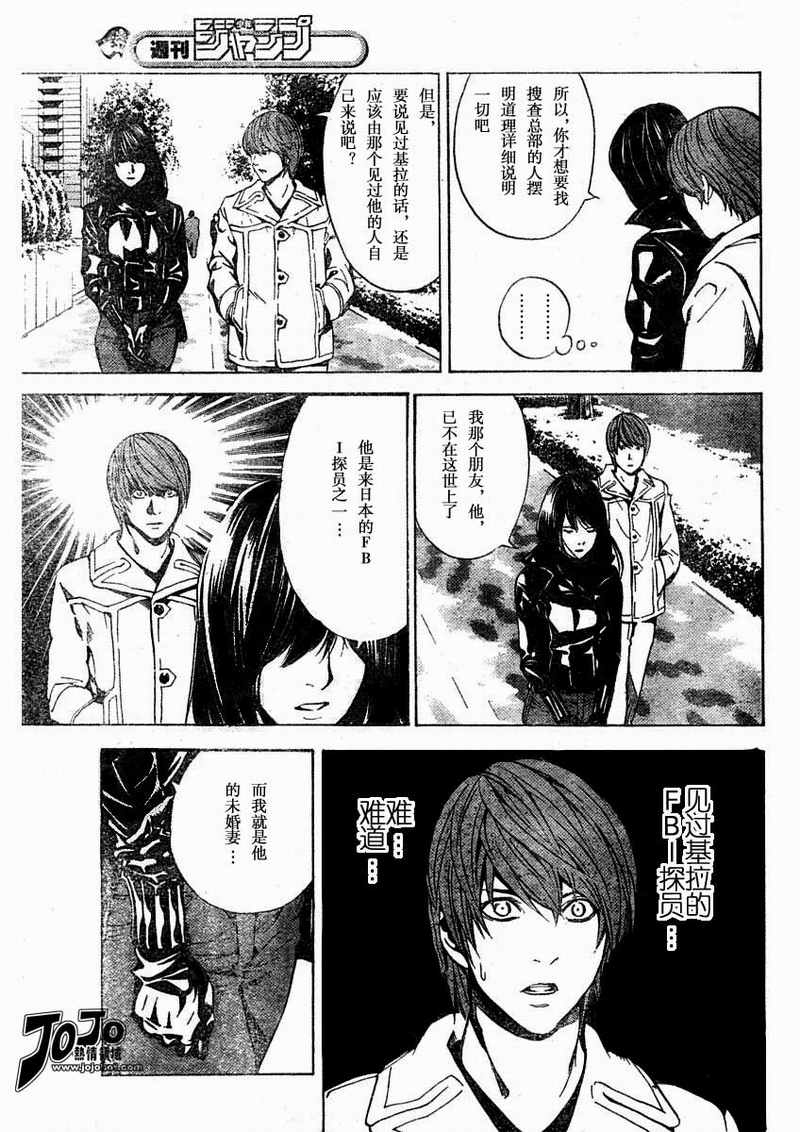 週刊
少年
ジャンプ
所以，你才想要找
搜查总部的人摆
明道理详细说明
一切吧
……
……
但是，
要说见过基拉的话，还是
应该由那个见过他的人自
己来说吧？
我那个朋友，他，
已不在这世上了
他是来日本的FB
I探员之一…
见过基拉的
FBI探员…
难…
难道…
而我就是他
的未婚妻…
JOJO
熱情頻道